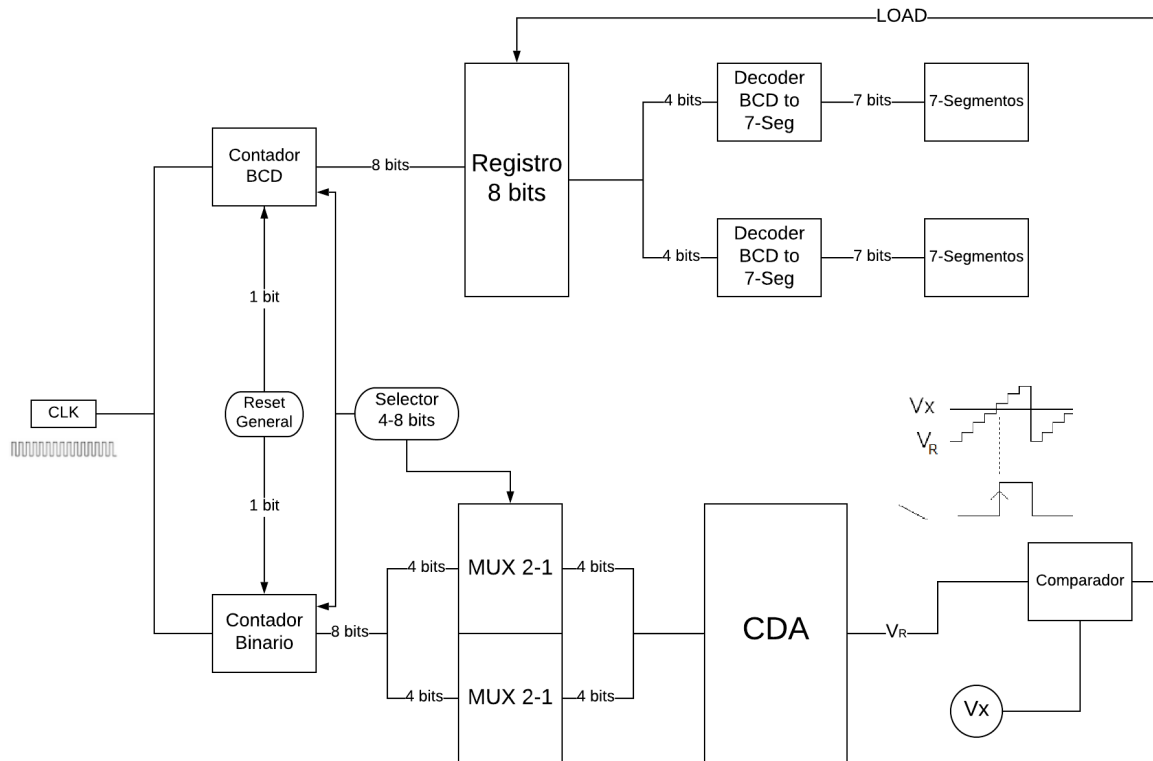 LOAD
Decoder
BCD to
7-Seg
4 bits
7 bits
7-Segmentos
Contador
BCD
8 bits
Registro
8 bits
Decoder
BCD to
7-Seg
4 bits
7 bits
7-Segmentos
1 bit
CLK
Reset
General
Selector
4-8 bits
Vx
VR
1 bit
4 bits
MUX 2-1
4 bits
Comparador
Contador
Binario
8 bits
CDA
VR
4 bits
MUX 2-1
4 bits
Vx